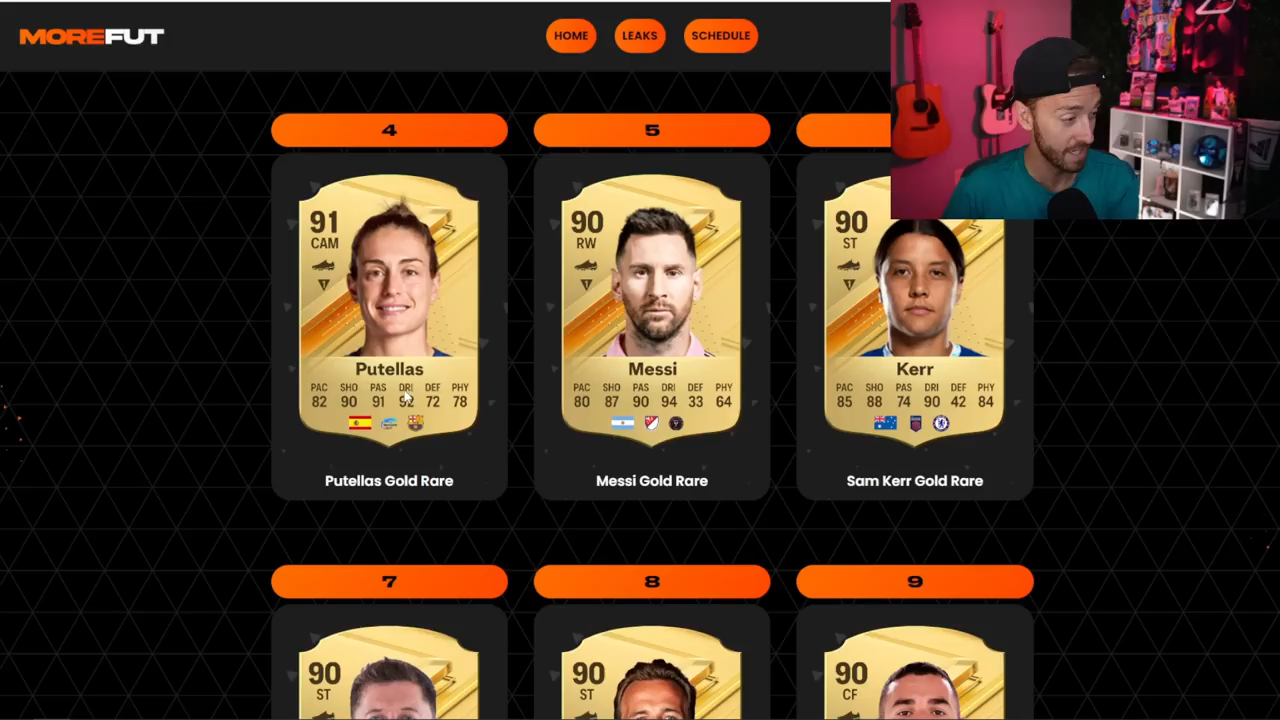 MOREFUT
HOME
LEAKS
SCHEDULE
4
5
91
CAM
Putellas
PAC SHO PAS DRI DEF PHY
82 90 91 92 72 78
Putellas Gold Rare
90
RW
Messi
PAC SHO PAS DRI DEF PHY
80 87 90 94 33 64
Messi Gold Rare
90
ST
Kerr
PAC SHO PAS DRI DEF PHY
85 88 74 90 42 84
Sam Kerr Gold Rare
7
8
9
90
ST
90
ST
90
CF